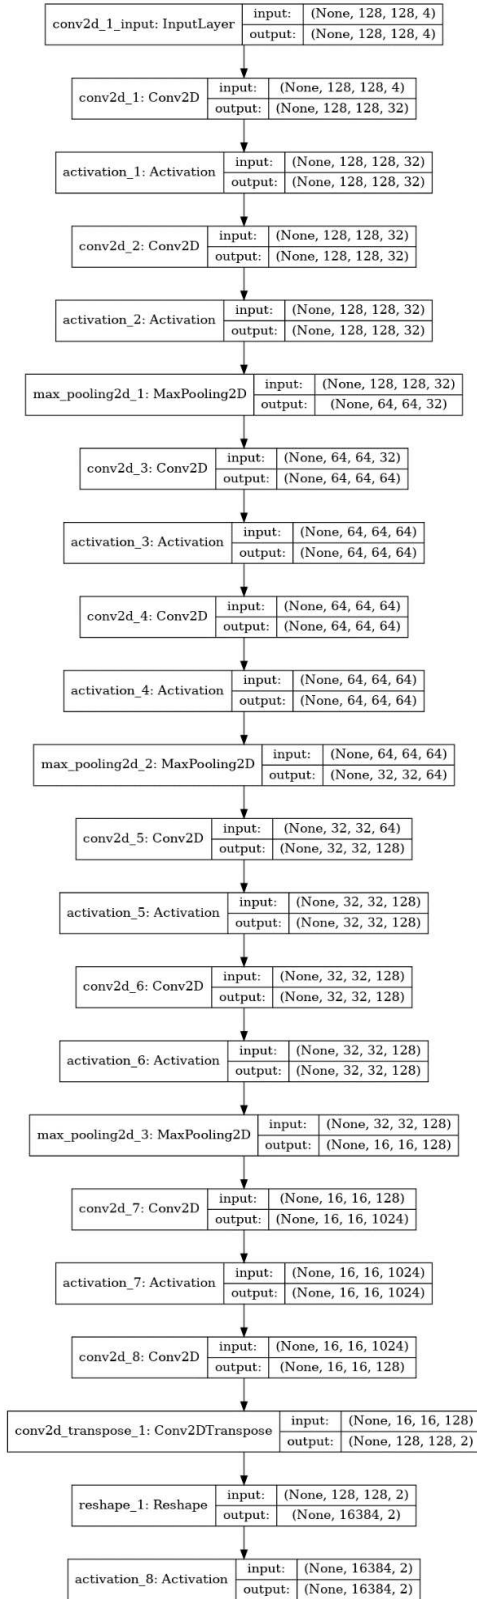 conv2d_1_input: InputLayer
input: (None, 128, 128, 4)
output: (None, 128, 128, 4)
conv2d_1: Conv2D
input: (None, 128, 128, 4)
output: (None, 128, 128, 32)
activation_1: Activation
input: (None, 128, 128, 32)
output: (None, 128, 128, 32)
conv2d_2: Conv2D
input: (None, 128, 128, 32)
output: (None, 128, 128, 32)
activation_2: Activation
input: (None, 128, 128, 32)
output: (None, 128, 128, 32)
max_pooling2d_1: MaxPooling2D
input: (None, 128, 128, 32)
output: (None, 64, 64, 32)
conv2d_3: Conv2D
input: (None, 64, 64, 32)
output: (None, 64, 64, 64)
activation_3: Activation
input: (None, 64, 64, 64)
output: (None, 64, 64, 64)
conv2d_4: Conv2D
input: (None, 64, 64, 64)
output: (None, 64, 64, 64)
activation_4: Activation
input: (None, 64, 64, 64)
output: (None, 64, 64, 64)
max_pooling2d_2: MaxPooling2D
input: (None, 64, 64, 64)
output: (None, 32, 32, 64)
conv2d_5: Conv2D
input: (None, 32, 32, 64)
output: (None, 32, 32, 128)
activation_5: Activation
input: (None, 32, 32, 128)
output: (None, 32, 32, 128)
conv2d_6: Conv2D
input: (None, 32, 32, 128)
output: (None, 32, 32, 128)
activation_6: Activation
input: (None, 32, 32, 128)
output: (None, 32, 32, 128)
max_pooling2d_3: MaxPooling2D
input: (None, 32, 32, 128)
output: (None, 16, 16, 128)
conv2d_7: Conv2D
input: (None, 16, 16, 128)
output: (None, 16, 16, 1024)
activation_7: Activation
input: (None, 16, 16, 1024)
output: (None, 16, 16, 1024)
conv2d_8: Conv2D
input: (None, 16, 16, 1024)
output: (None, 16, 16, 128)
conv2d_transpose_1: Conv2DTranspose
input: (None, 16, 16, 128)
output: (None, 128, 128, 2)
reshape_1: Reshape
input: (None, 128, 128, 2)
output: (None, 16384, 2)
activation_8: Activation
input: (None, 16384, 2)
output: (None, 16384, 2)